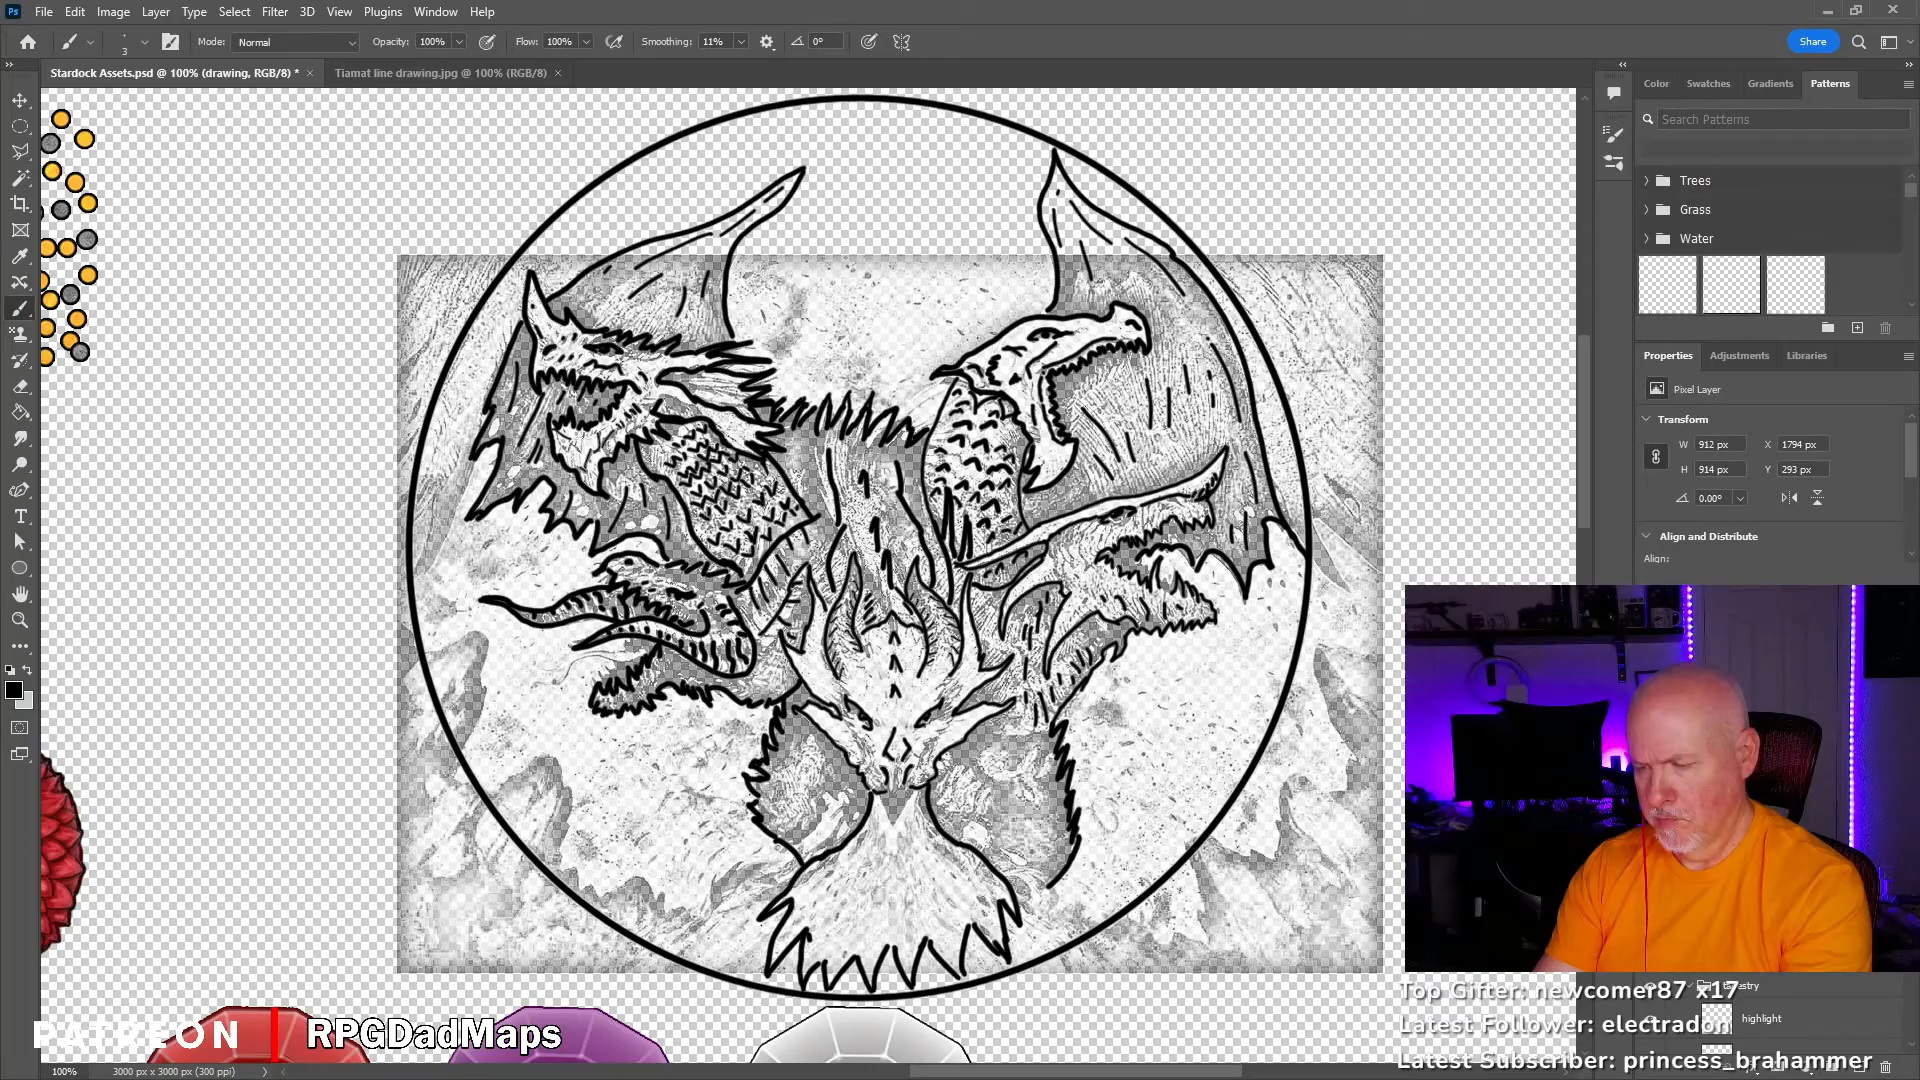 Ps File Edit Image Layer Type Select Filter 3D View Plugins Window Help
3 Mode: Normal Opacity: 100% Flow: 100% Smoothing: 11% 0° Share
Stardock Assets.psd @ 100% (drawing, RGB/8) * × Tiamat line drawing.jpg @ 100% (RGB/8) ×
Color Swatches Gradients Patterns
Search Patterns
Trees
Grass
Water
Properties Adjustments Libraries
Pixel Layer
Transform
W 912 px X 1794 px
H 914 px Y 293 px
0.00°
Align and Distribute
Align:
Top Gifter: newcomer87 x17
highlight
Latest Follower: electradon
Latest Subscriber: princess_brahammer
PATREON RPGDadMaps
100% 3000 px x 3000 px (300 ppi)